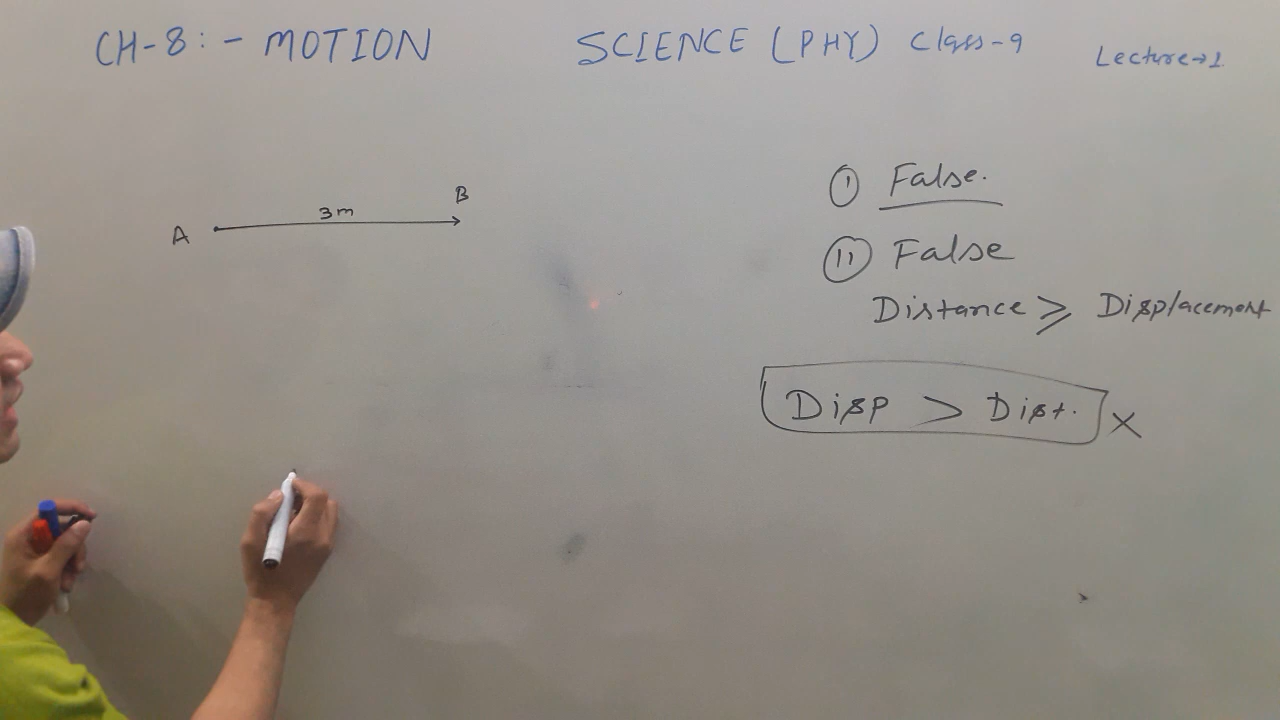 CH-8:- MOTION SCIENCE (PHY) Class-9 Lecture→1.
A 3m B
(i) False.
(ii) False
Distance ⩾ Displacement
Disp > Dist. ×